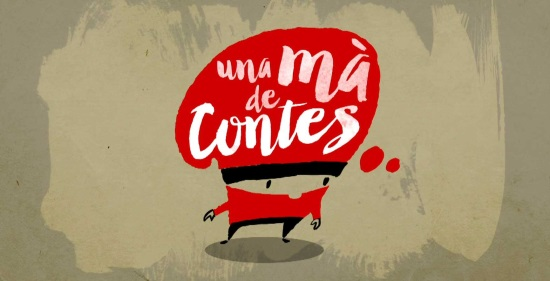 una mà
de
Contes